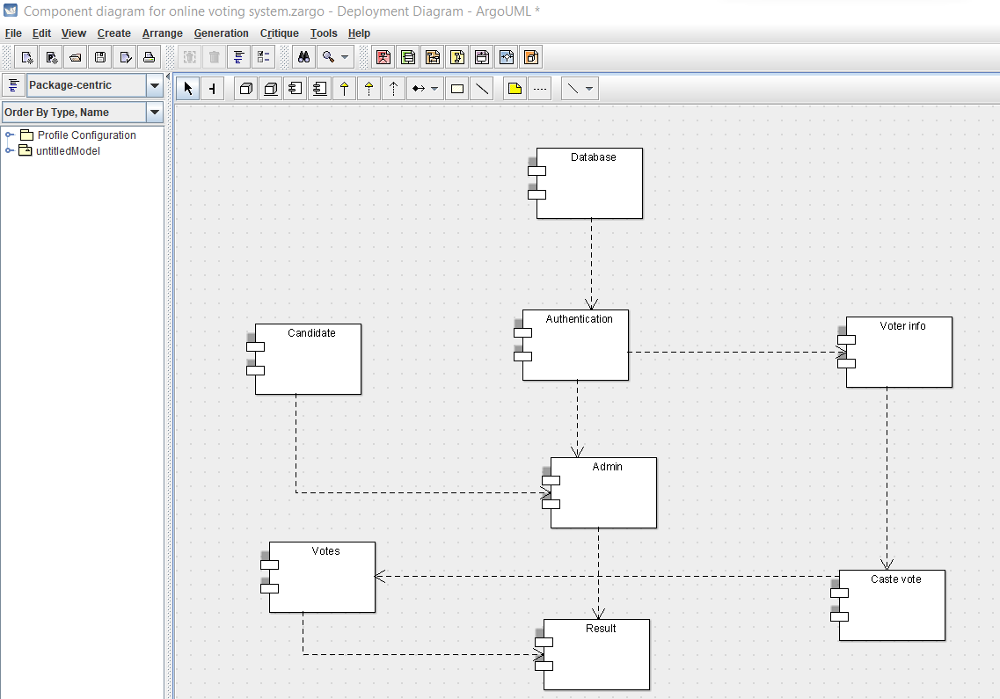 Component diagram for online voting system.zargo - Deployment Diagram - ArgoUML *
File Edit View Create Arrange Generation Critique Tools Help
Package-centric
Order By Type, Name
Profile Configuration
untitledModel
Database
Authentication
Voter info
Candidate
Admin
Votes
Caste vote
Result